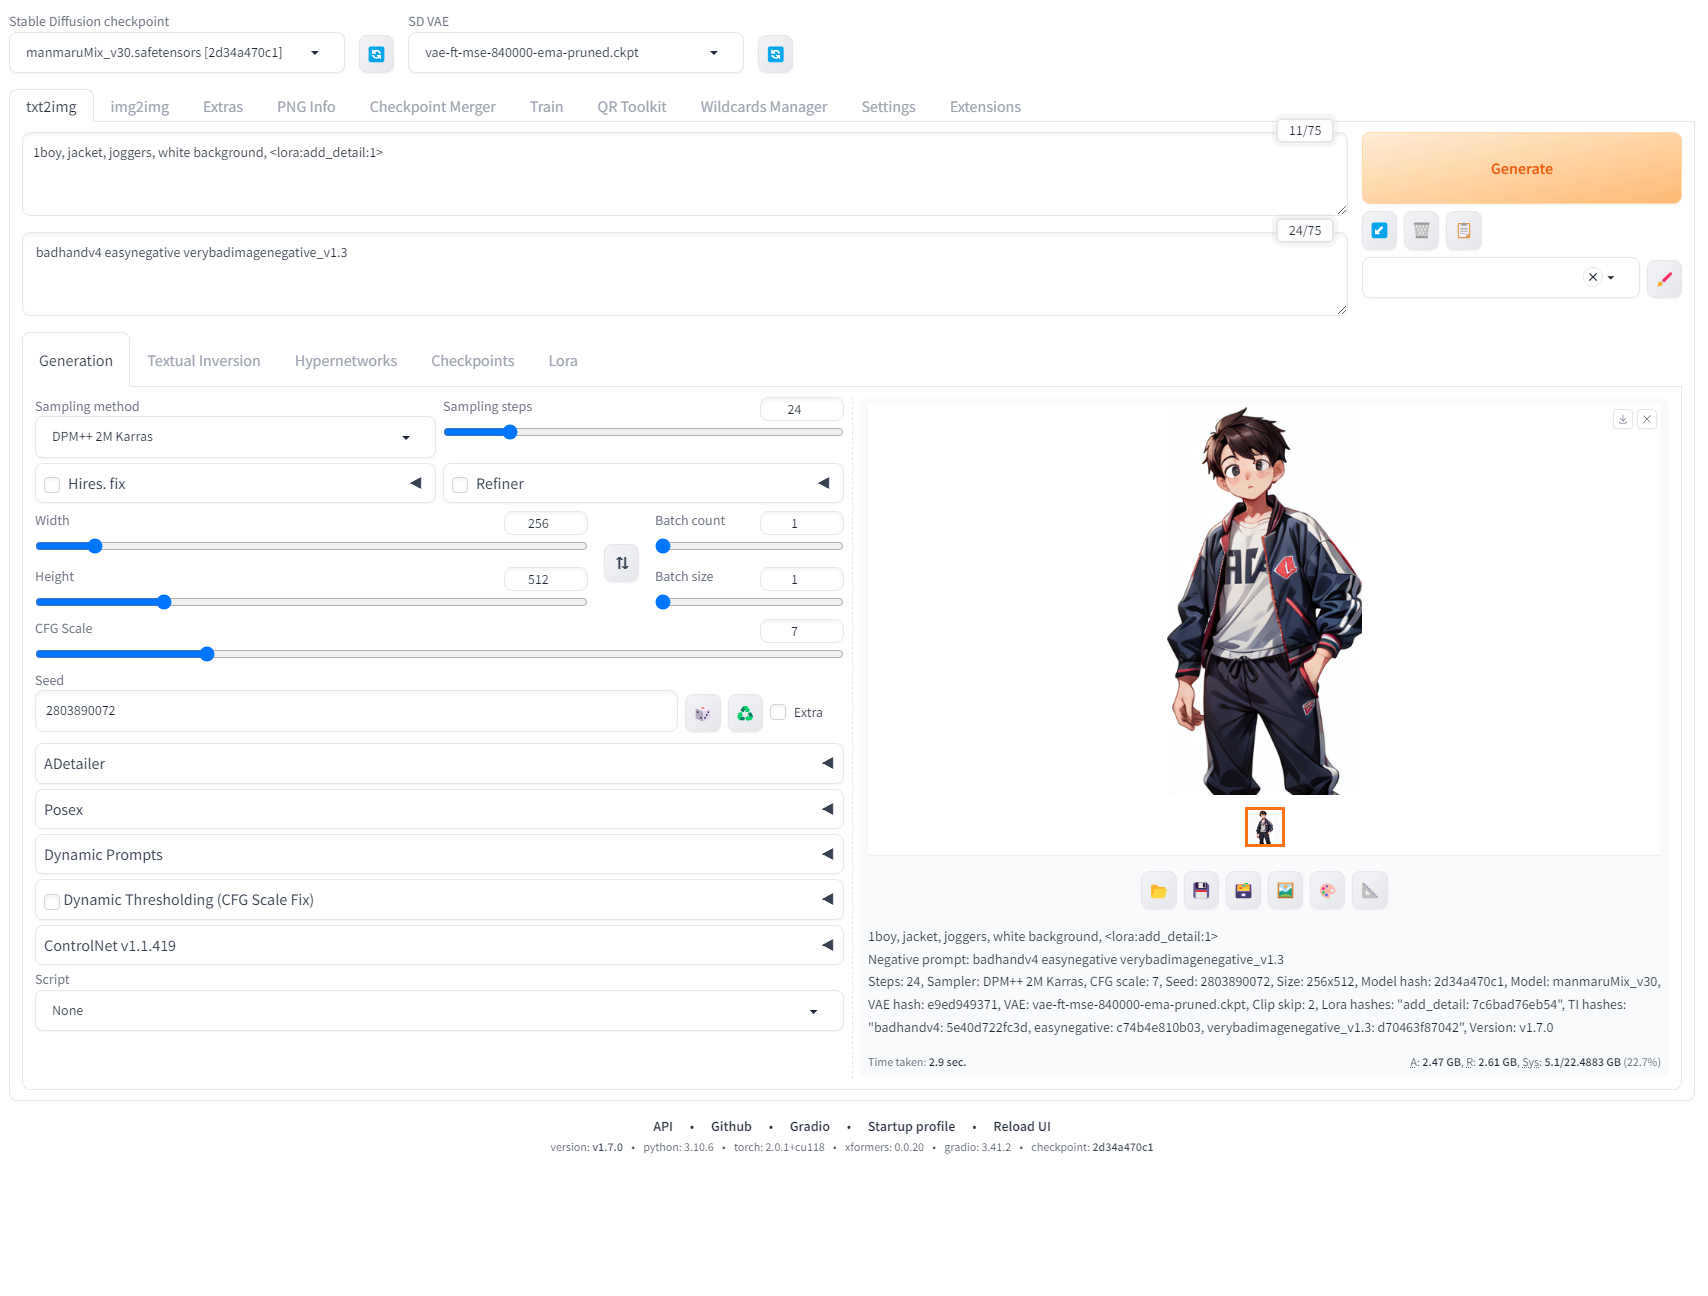 Stable Diffusion checkpoint
SD VAE
manmaruMix_v30.safetensors [2d34a470c1]
vae-ft-mse-840000-ema-pruned.ckpt
txt2img img2img Extras PNG Info Checkpoint Merger Train QR Toolkit Wildcards Manager Settings Extensions
11/75
1boy, jacket, joggers, white background, <lora:add_detail:1>
Generate
24/75
badhandv4 easynegative verybadimagenegative_v1.3
Generation Textual Inversion Hypernetworks Checkpoints Lora
Sampling method
DPM++ 2M Karras
Sampling steps
24
Hires. fix
Refiner
Width
256
Batch count
1
Height
512
Batch size
1
CFG Scale
7
Seed
2803890072
Extra
ADetailer
Posex
Dynamic Prompts
Dynamic Thresholding (CFG Scale Fix)
ControlNet v1.1.419
Script
None
1boy, jacket, joggers, white background, <lora:add_detail:1>
Negative prompt: badhandv4 easynegative verybadimagenegative_v1.3
Steps: 24, Sampler: DPM++ 2M Karras, CFG scale: 7, Seed: 2803890072, Size: 256x512, Model hash: 2d34a470c1, Model: manmaruMix_v30,
VAE hash: e9ed949371, VAE: vae-ft-mse-840000-ema-pruned.ckpt, Clip skip: 2, Lora hashes: "add_detail: 7c6bad76eb54", TI hashes:
"badhandv4: 5e40d722fc3d, easynegative: c74b4e810b03, verybadimagenegative_v1.3: d70463f87042", Version: v1.7.0
Time taken: 2.9 sec.
A: 2.47 GB, R: 2.61 GB, Sys: 5.1/22.4883 GB (22.7%)
API • Github • Gradio • Startup profile • Reload UI
version: v1.7.0 • python: 3.10.6 • torch: 2.0.1+cu118 • xformers: 0.0.20 • gradio: 3.41.2 • checkpoint: 2d34a470c1